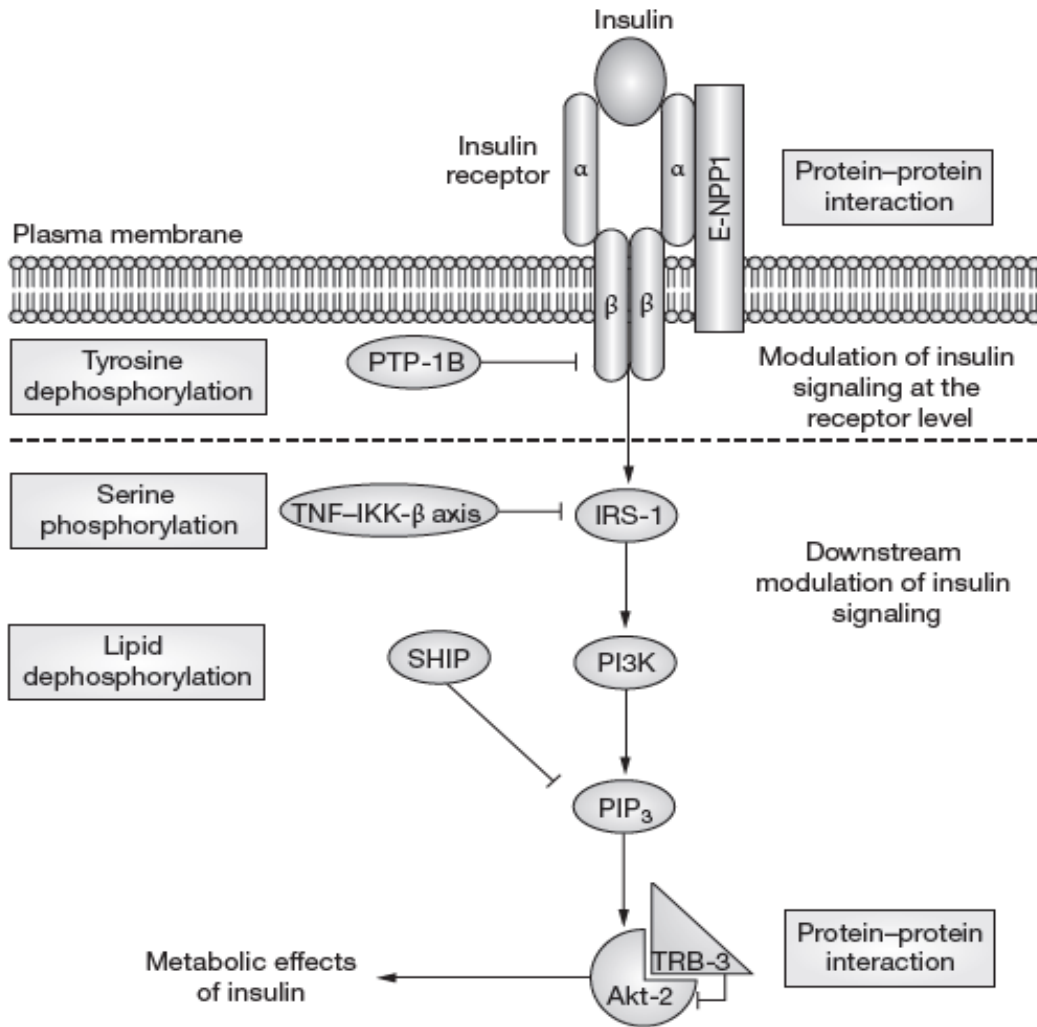 Insulin
Insulin
receptor
α
α
E-NPP1
Protein–protein
interaction
Plasma membrane
β
β
Tyrosine
dephosphorylation
PTP-1B
Modulation of insulin
signaling at the
receptor level
Serine
phosphorylation
TNF–IKK-β axis
IRS-1
Downstream
modulation of insulin
signaling
Lipid
dephosphorylation
SHIP
PI3K
PIP₃
Metabolic effects
of insulin
TRB-3
Akt-2
Protein–protein
interaction